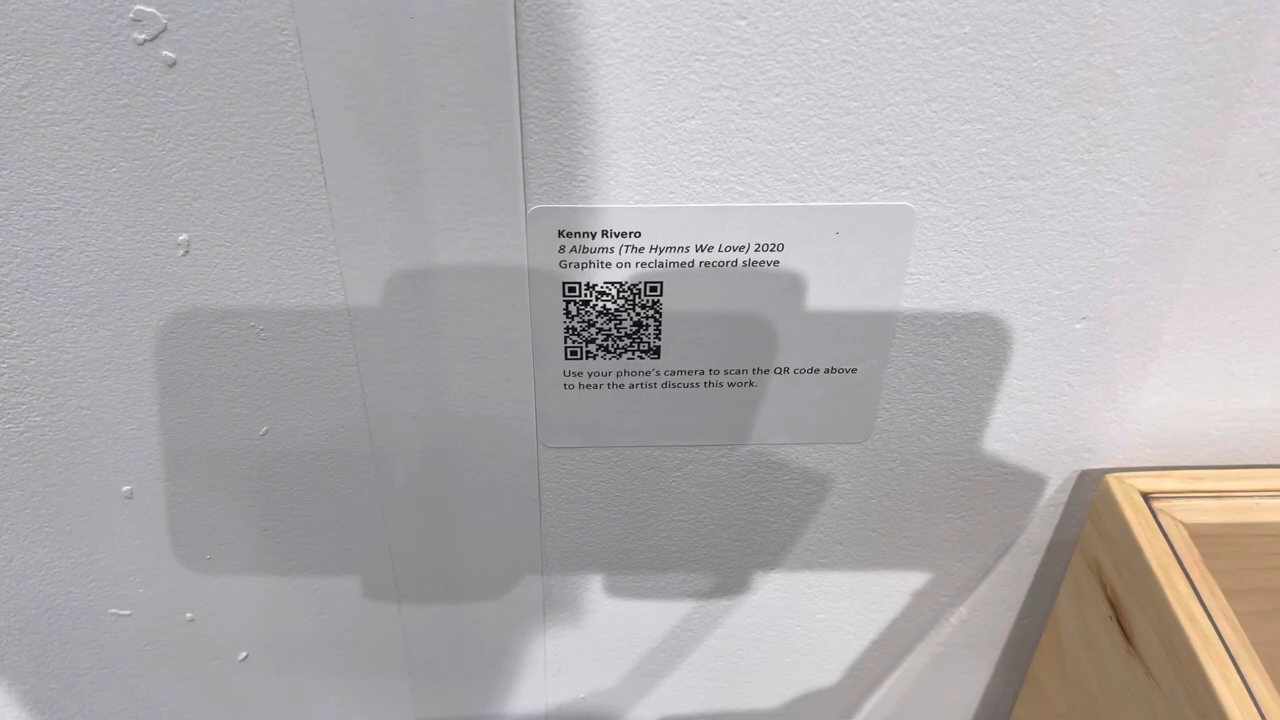 Kenny Rivero
8 Albums (The Hymns We Love) 2020
Graphite on reclaimed record sleeve
Use your phone's camera to scan the QR code above
to hear the artist discuss this work.